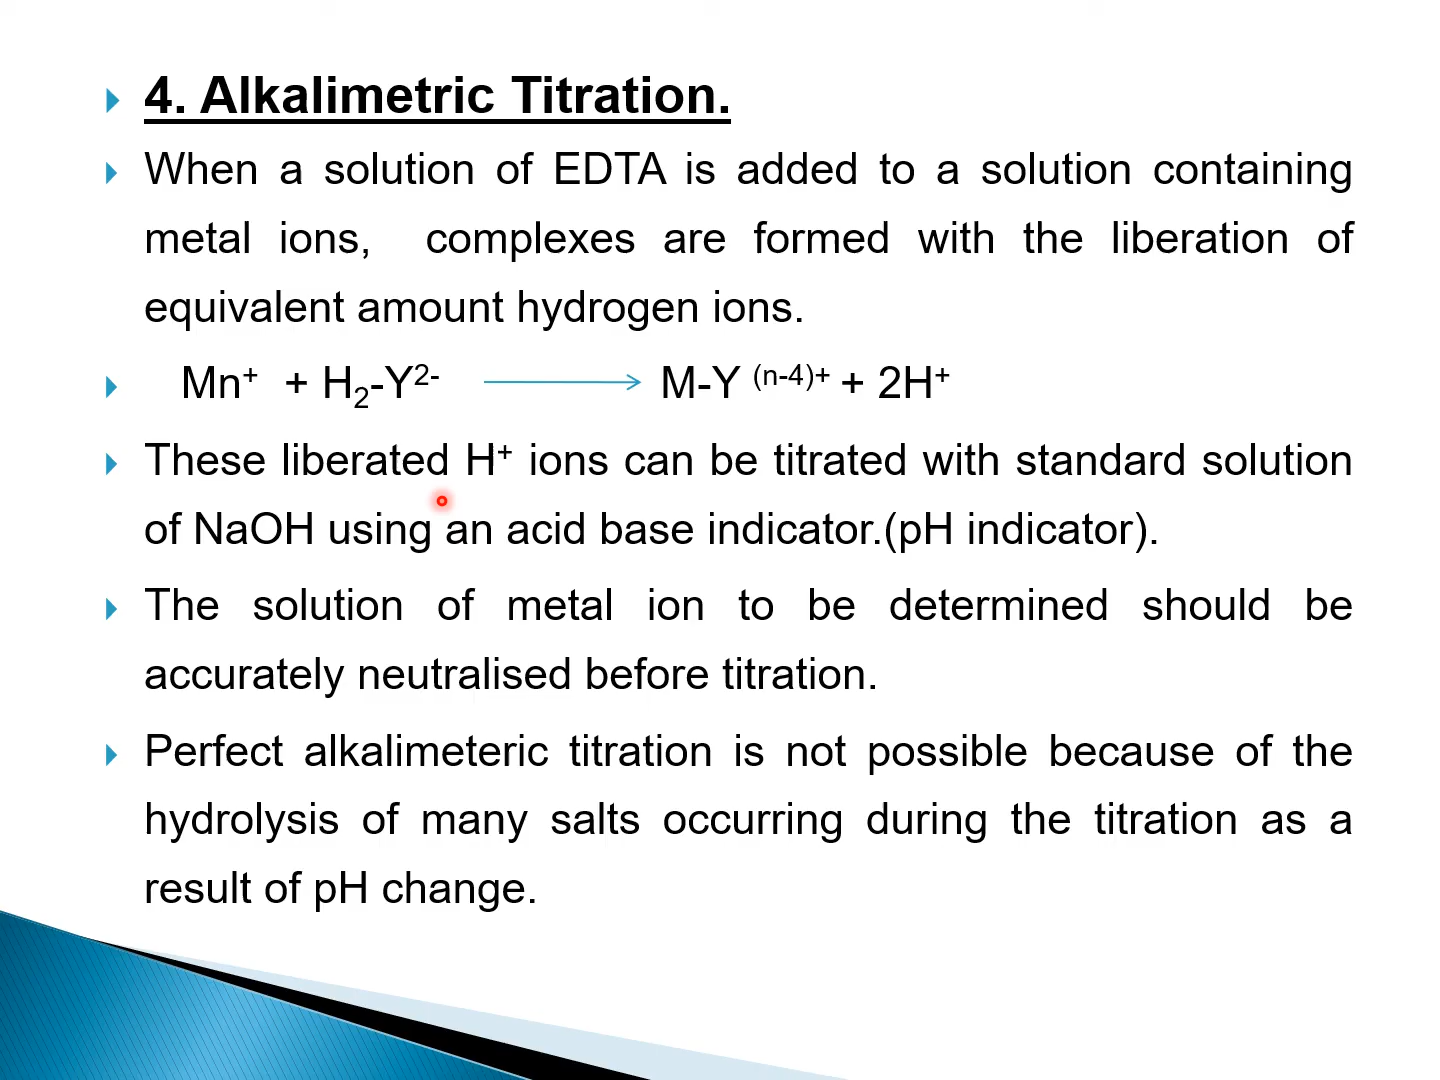 4. Alkalimetric Titration.
When a solution of EDTA is added to a solution containing
metal ions, complexes are formed with the liberation of
equivalent amount hydrogen ions.
Mn⁺ + H₂-Y²⁻ ⟶ M-Y ⁽ⁿ⁻⁴⁾⁺ + 2H⁺
These liberated H⁺ ions can be titrated with standard solution
of NaOH using an acid base indicator.(pH indicator).
The solution of metal ion to be determined should be
accurately neutralised before titration.
Perfect alkalimeteric titration is not possible because of the
hydrolysis of many salts occurring during the titration as a
result of pH change.